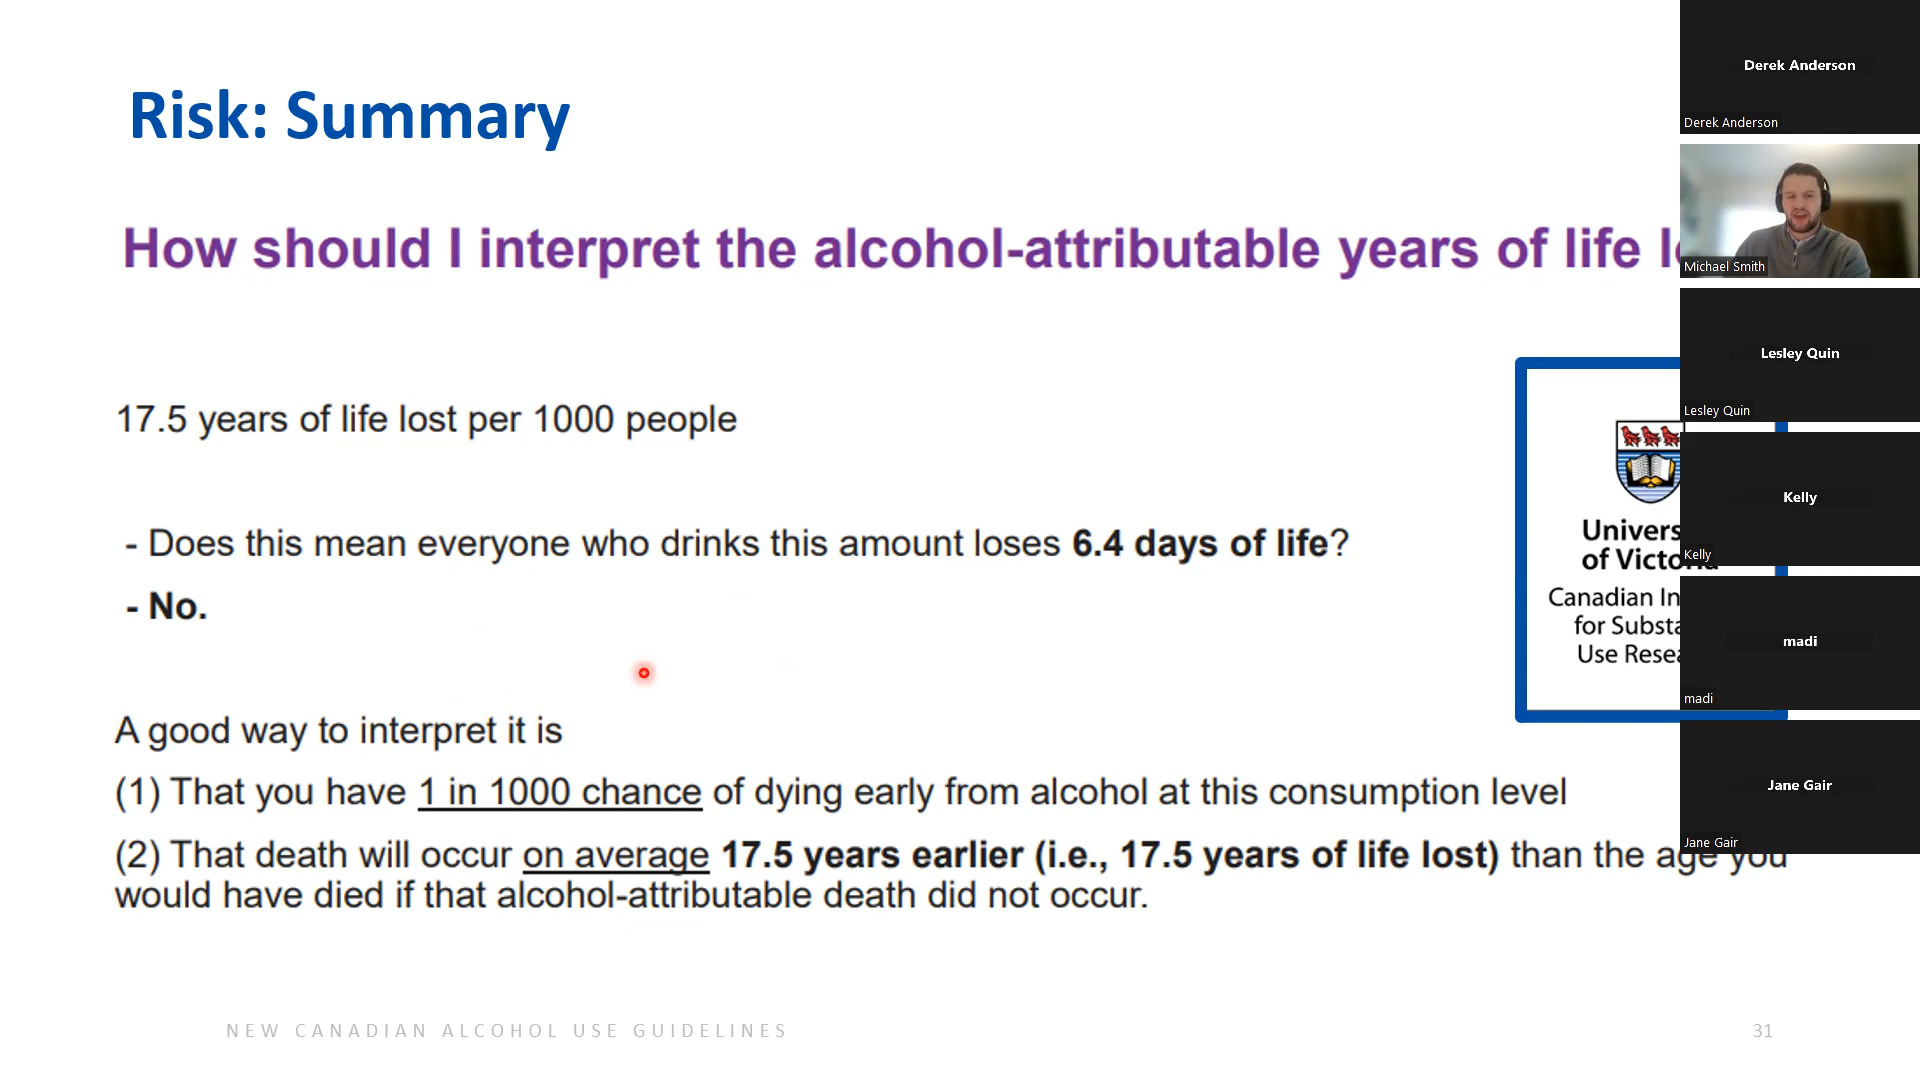 Risk: Summary
How should I interpret the alcohol-attributable years of life
17.5 years of life lost per 1000 people
- Does this mean everyone who drinks this amount loses 6.4 days of life?
- No.
A good way to interpret it is
(1) That you have 1 in 1000 chance of dying early from alcohol at this consumption level
(2) That death will occur on average 17.5 years earlier (i.e., 17.5 years of life lost) than the age you
would have died if that alcohol-attributable death did not occur.
of Victoria
Canadian
for
Use
NEW CANADIAN ALCOHOL USE GUIDELINES
31
Derek Anderson
Derek Anderson
Michael Smith
Lesley Quin
Lesley Quin
Kelly
Kelly
madi
madi
Jane Gair
Jane Gair